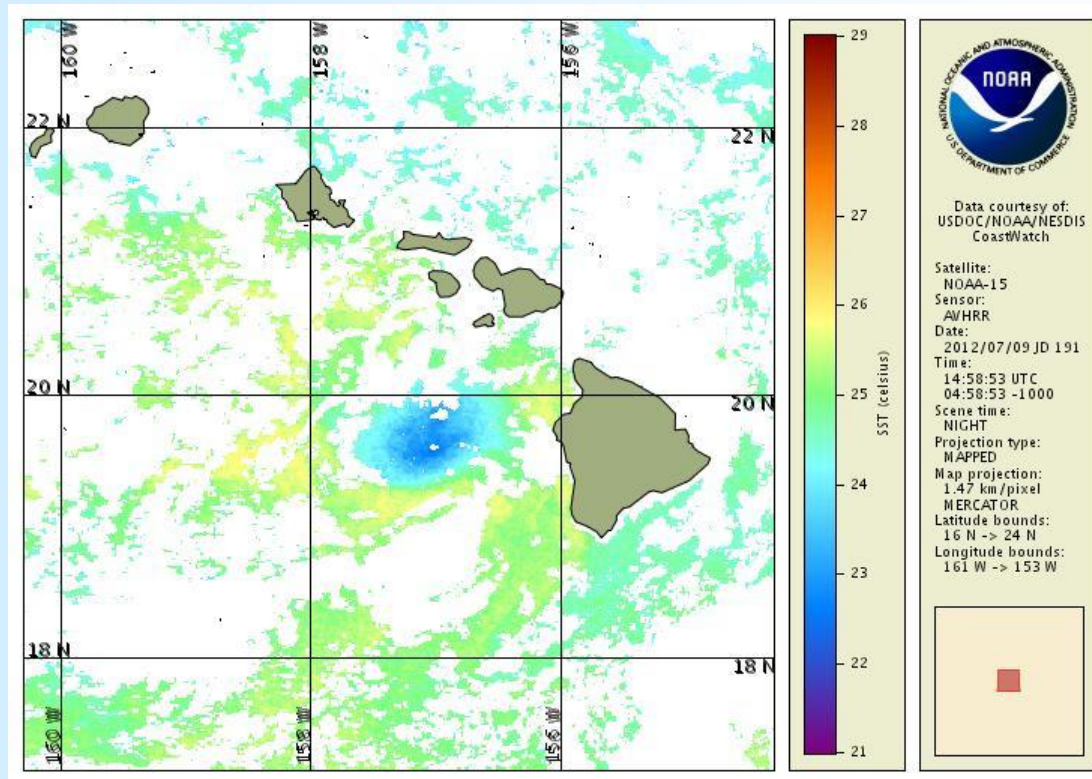 160 W
158 W
156 W
22 N
22 N
20 N
20 N
18 N
18 N
160 W
158 W
156 W
29
28
27
26
25
24
23
22
21
SST (celsius)
NATIONAL OCEANIC AND ATMOSPHERIC ADMINISTRATION
NOAA
U.S. DEPARTMENT OF COMMERCE
Data courtesy of:
USDOC/NOAA/NESDIS
CoastWatch
Satellite:
NOAA-15
Sensor:
AVHRR
Date:
2012/07/09 JD 191
Time:
14:58:53 UTC
04:58:53 -1000
Scene time:
NIGHT
Projection type:
MAPPED
Map projection:
1.47 km/pixel
MERCATOR
Latitude bounds:
16 N -> 24 N
Longitude bounds:
161 W -> 153 W